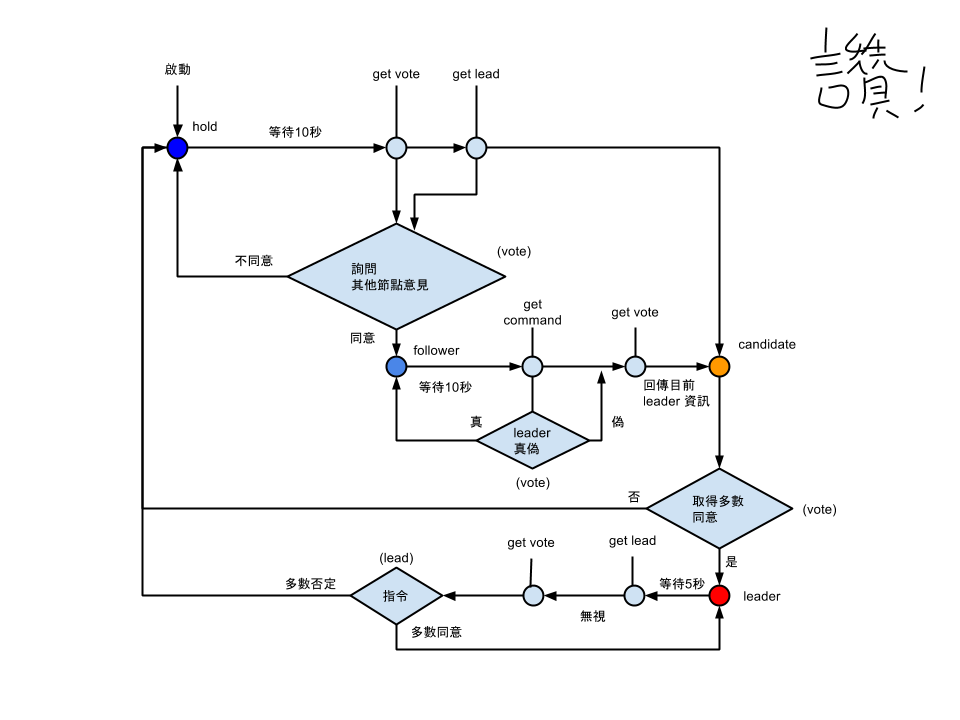 讚!
啟動
get vote
get lead
hold
等待10秒
(vote)
不同意
詢問
其他節點意見
get
command
get vote
同意
follower
candidate
等待10秒
回傳目前
leader 資訊
真
leader
真偽
偽
(vote)
否
取得多數
同意
(vote)
get vote
get lead
(lead)
是
多數否定
指令
等待5秒
leader
無視
多數同意